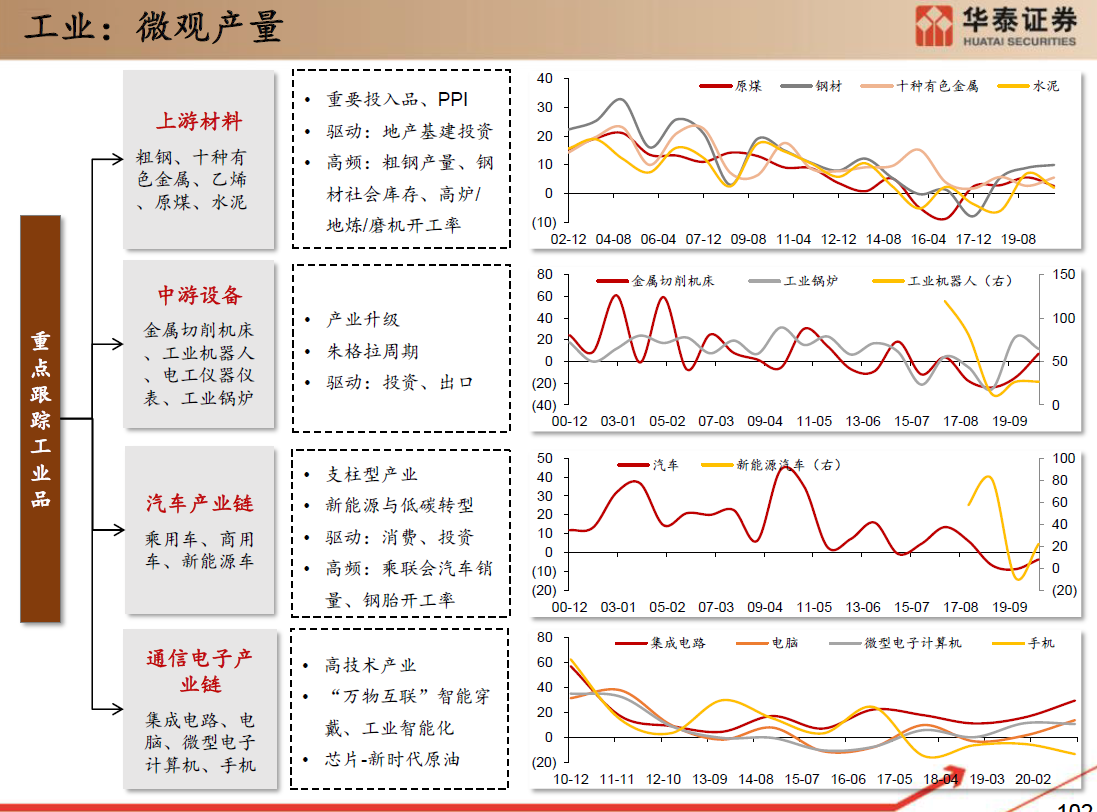 工业：微观产量
华泰证券
HUATAI SECURITIES
重点跟踪工业品
上游材料
粗钢、十种有
色金属、乙烯
、原煤、水泥
• 重要投入品、PPI
• 驱动：地产基建投资
• 高频：粗钢产量、钢
材社会库存、高炉/
地炼/磨机开工率
原煤 钢材 十种有色金属 水泥
40
30
20
10
0
(10)
02-12 04-08 06-04 07-12 09-08 11-04 12-12 14-08 16-04 17-12 19-08
中游设备
金属切削机床
、工业机器人
、电工仪器仪
表、工业锅炉
• 产业升级
• 朱格拉周期
• 驱动：投资、出口
金属切削机床 工业锅炉 工业机器人（右）
80
60
40
20
0
(20)
(40)
150
100
50
0
00-12 03-01 05-02 07-03 09-04 11-05 13-06 15-07 17-08 19-09
汽车产业链
乘用车、商用
车、新能源车
• 支柱型产业
• 新能源与低碳转型
• 驱动：消费、投资
• 高频：乘联会汽车销
量、钢胎开工率
汽车 新能源汽车（右）
50
40
30
20
10
0
(10)
(20)
100
80
60
40
20
0
(20)
00-12 03-01 05-02 07-03 09-04 11-05 13-06 15-07 17-08 19-09
通信电子产
业链
集成电路、电
脑、微型电子
计算机、手机
• 高技术产业
• “万物互联”智能穿
戴、工业智能化
• 芯片-新时代原油
集成电路 电脑 微型电子计算机 手机
80
60
40
20
0
(20)
10-12 11-11 12-10 13-09 14-08 15-07 16-06 17-05 18-04 19-03 20-02
102